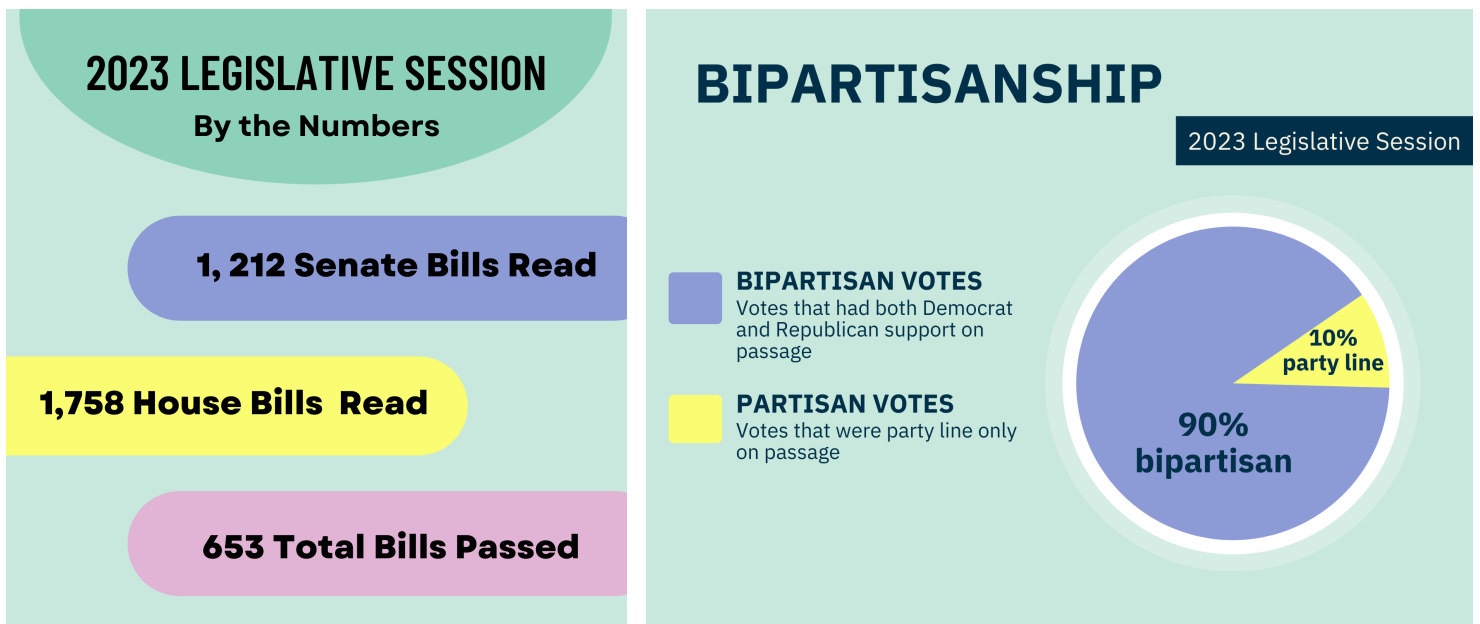 2023 LEGISLATIVE SESSION
By the Numbers
1, 212 Senate Bills Read
1,758 House Bills  Read
653 Total Bills Passed
BIPARTISANSHIP
2023 Legislative Session
BIPARTISAN VOTES
Votes that had both Democrat
and Republican support on
passage
PARTISAN VOTES
Votes that were party line only
on passage
10%
party line
90%
bipartisan